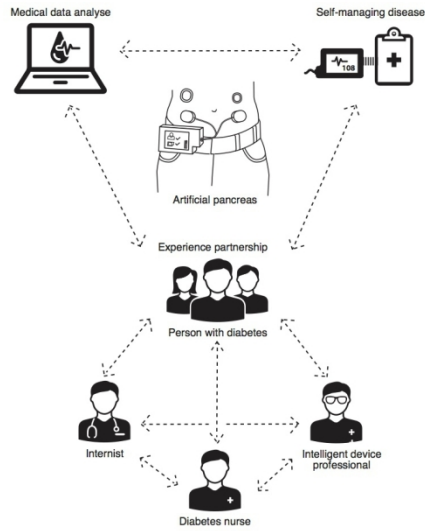 Medical data analyse
Self-managing disease
108
Artificial pancreas
Experience partnership
Person with diabetes
Internist
Intelligent device
professional
Diabetes nurse